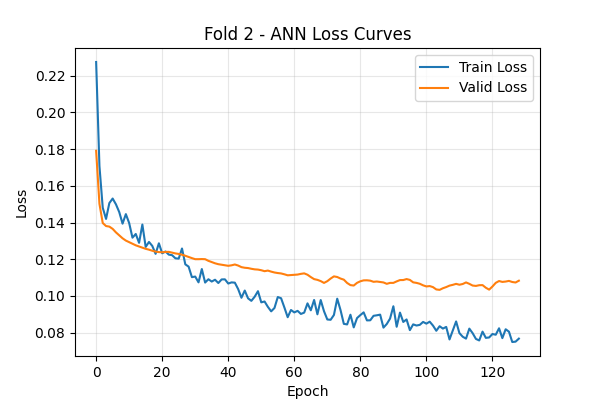 Fold 2 - ANN Loss Curves
Train Loss
Valid Loss
Loss
0.22
0.20
0.18
0.16
0.14
0.12
0.10
0.08
0 20 40 60 80 100 120
Epoch